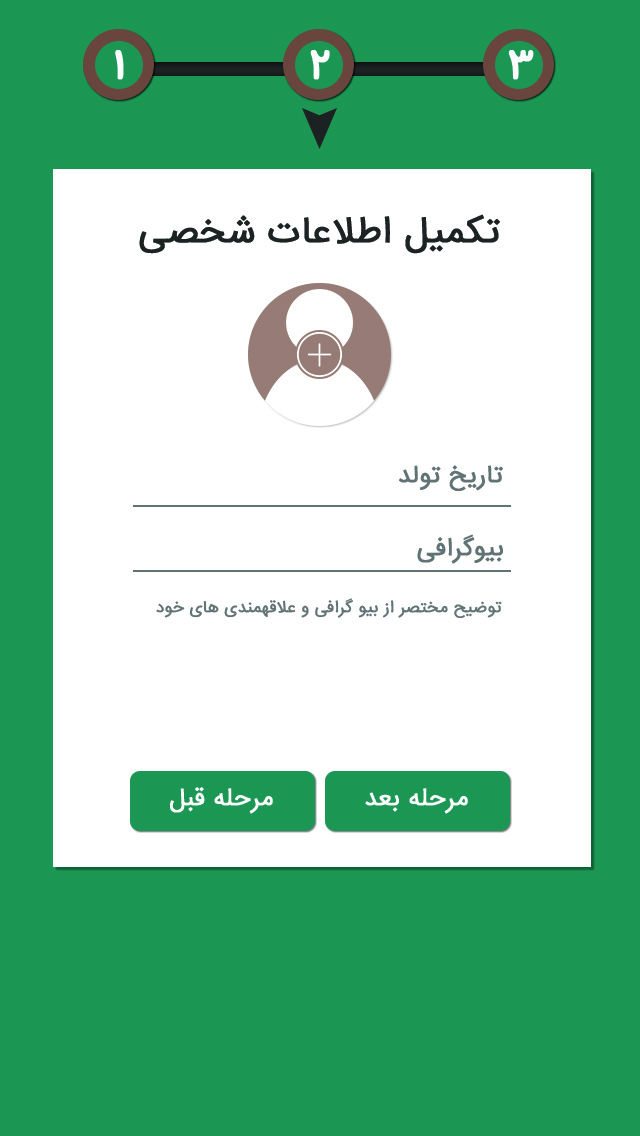 ۱ ۲ ۳
تکمیل اطلاعات شخصی
تاریخ تولد
بیوگرافی
توضیح مختصر از بیو گرافی و علاقهمندی های خود
مرحله بعد
مرحله قبل